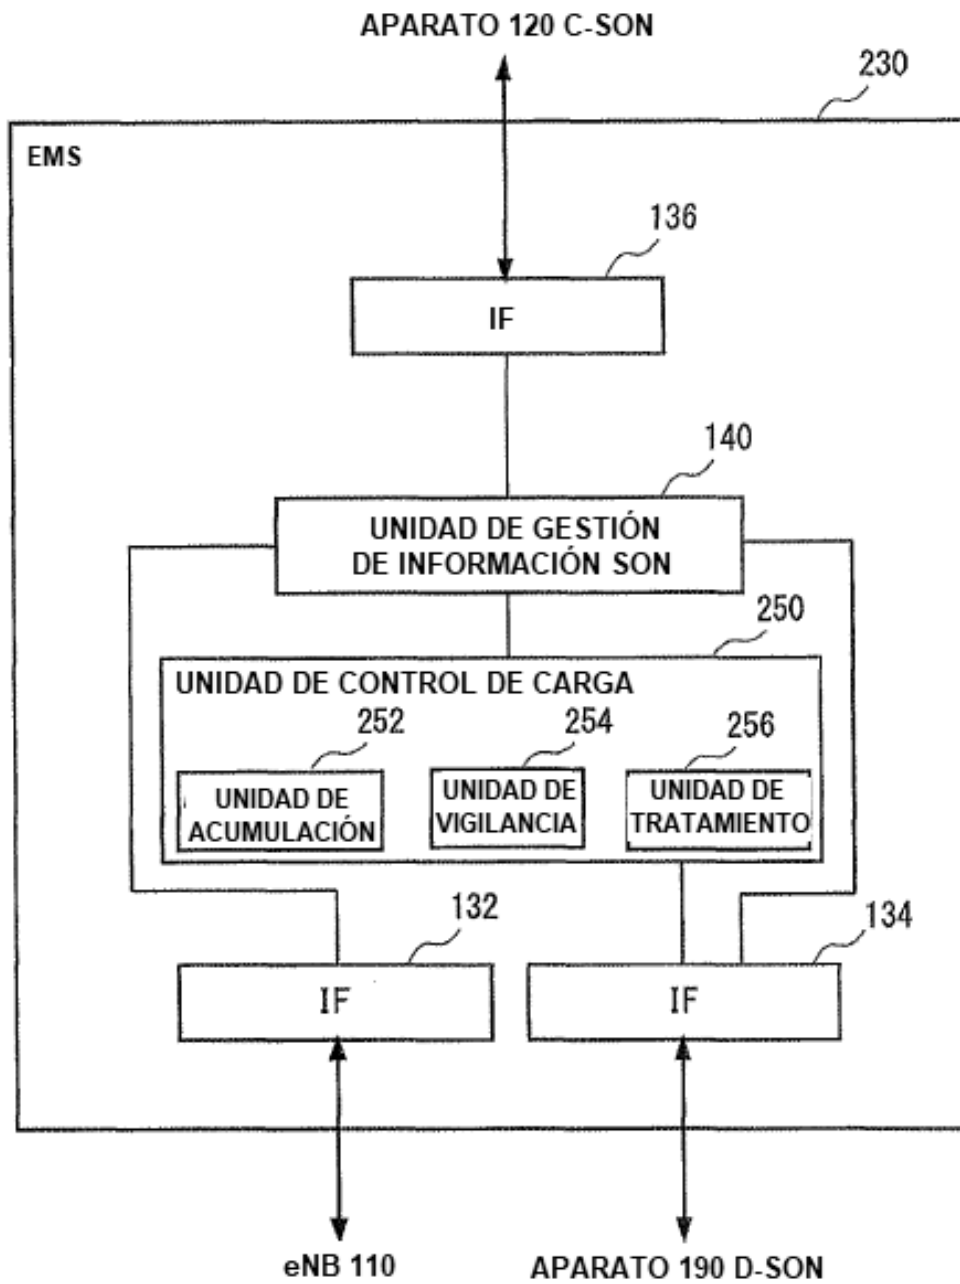 APARATO 120 C-SON
230
EMS
136
IF
140
UNIDAD DE GESTIÓN
DE INFORMACIÓN SON
250
UNIDAD DE CONTROL DE CARGA
252
254
256
UNIDAD DE
ACUMULACIÓN
UNIDAD DE
VIGILANCIA
UNIDAD DE
TRATAMIENTO
132
134
IF
IF
eNB 110
APARATO 190 D-SON